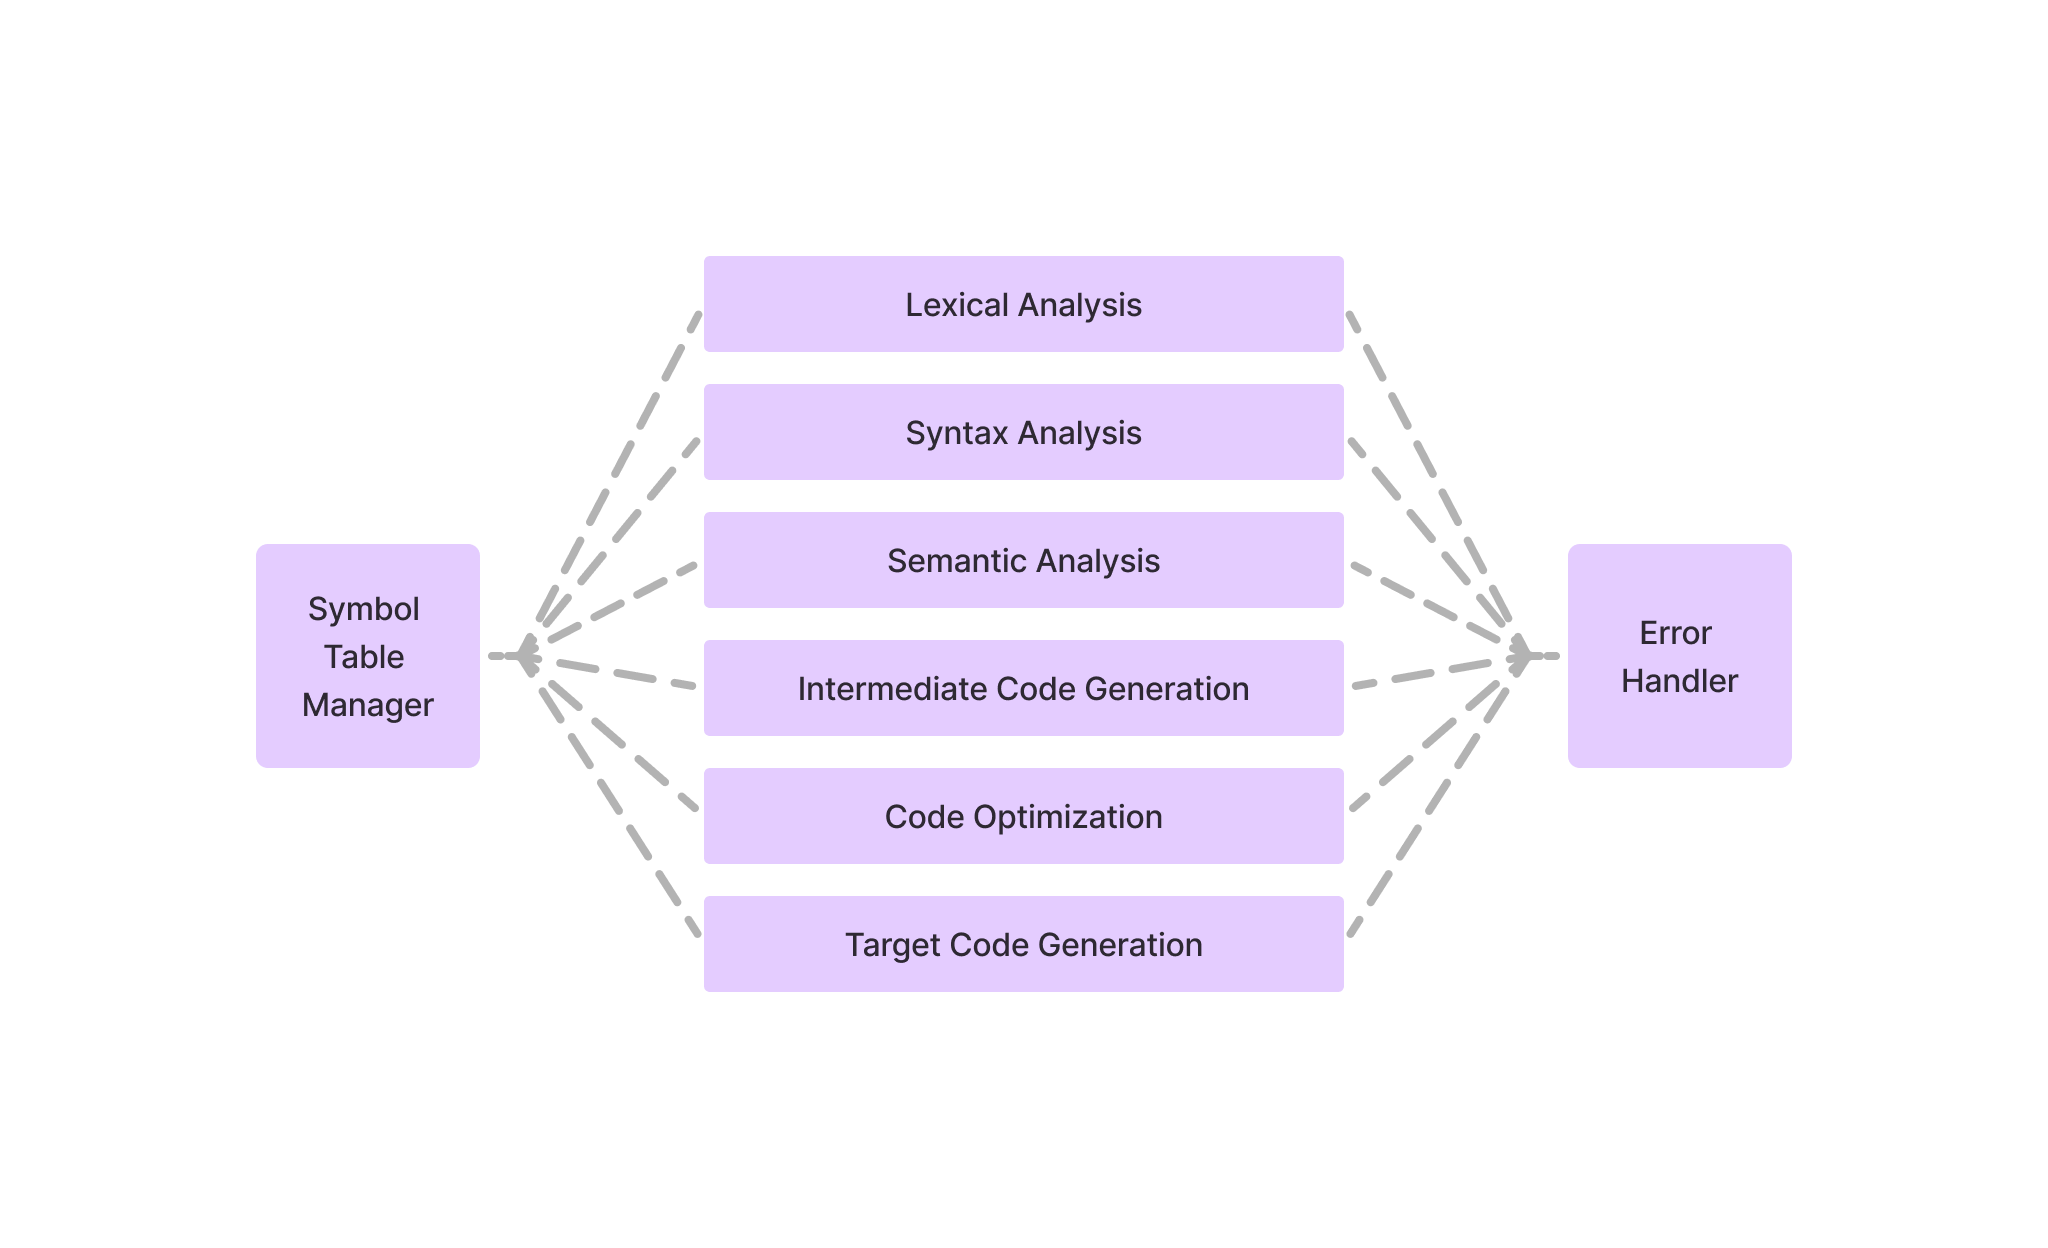 Lexical Analysis
Syntax Analysis
Semantic Analysis
Symbol
Table
Manager
Error
Handler
Intermediate Code Generation
Code Optimization
Target Code Generation